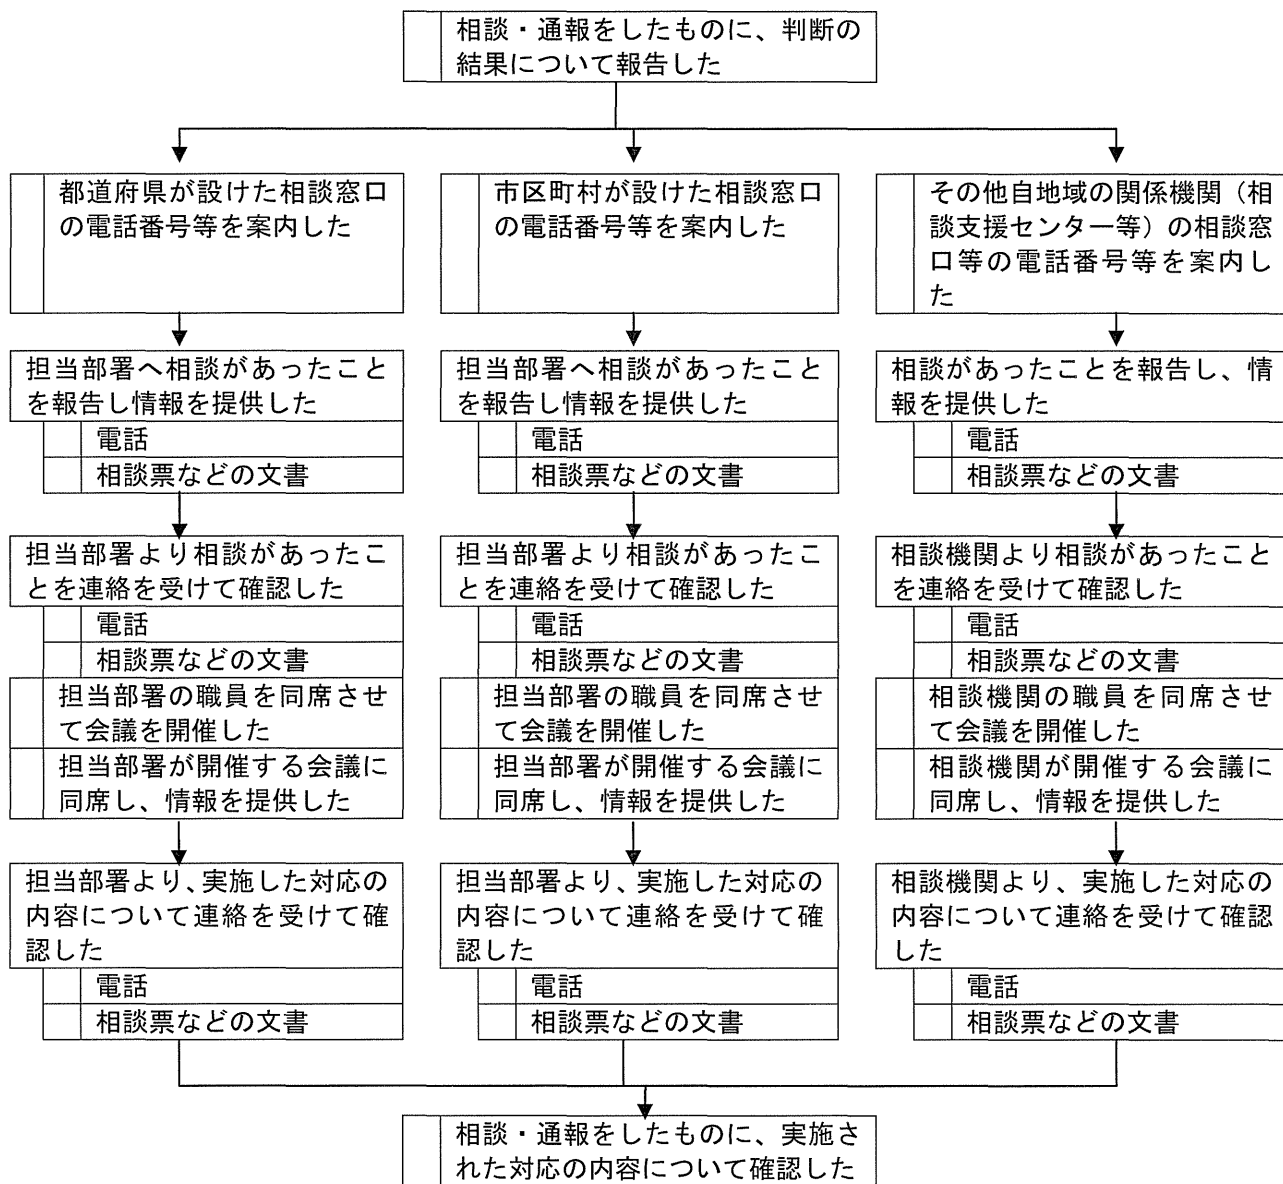 相談・通報をしたものに、判断の
結果について報告した
都道府県が設けた相談窓口
の電話番号等を案内した
市区町村が設けた相談窓口
の電話番号等を案内した
その他自地域の関係機関（相
談支援センター等）の相談窓
口等の電話番号等を案内し
た
担当部署へ相談があったこと
を報告し情報を提供した
電話
相談票などの文書
担当部署へ相談があったこと
を報告し情報を提供した
電話
相談票などの文書
相談があったことを報告し、情
報を提供した
電話
相談票などの文書
担当部署より相談があったこ
とを連絡を受けて確認した
電話
相談票などの文書
担当部署の職員を同席させ
て会議を開催した
担当部署が開催する会議に
同席し、情報を提供した
担当部署より相談があったこ
とを連絡を受けて確認した
電話
相談票などの文書
担当部署の職員を同席させ
て会議を開催した
担当部署が開催する会議に
同席し、情報を提供した
相談機関より相談があったこと
を連絡を受けて確認した
電話
相談票などの文書
相談機関の職員を同席させ
て会議を開催した
相談機関が開催する会議に
同席し、情報を提供した
担当部署より、実施した対応の
内容について連絡を受けて確
認した
電話
相談票などの文書
担当部署より、実施した対応の
内容について連絡を受けて確
認した
電話
相談票などの文書
相談機関より、実施した対応の
内容について連絡を受けて確認
した
電話
相談票などの文書
相談・通報をしたものに、実施さ
れた対応の内容について確認した